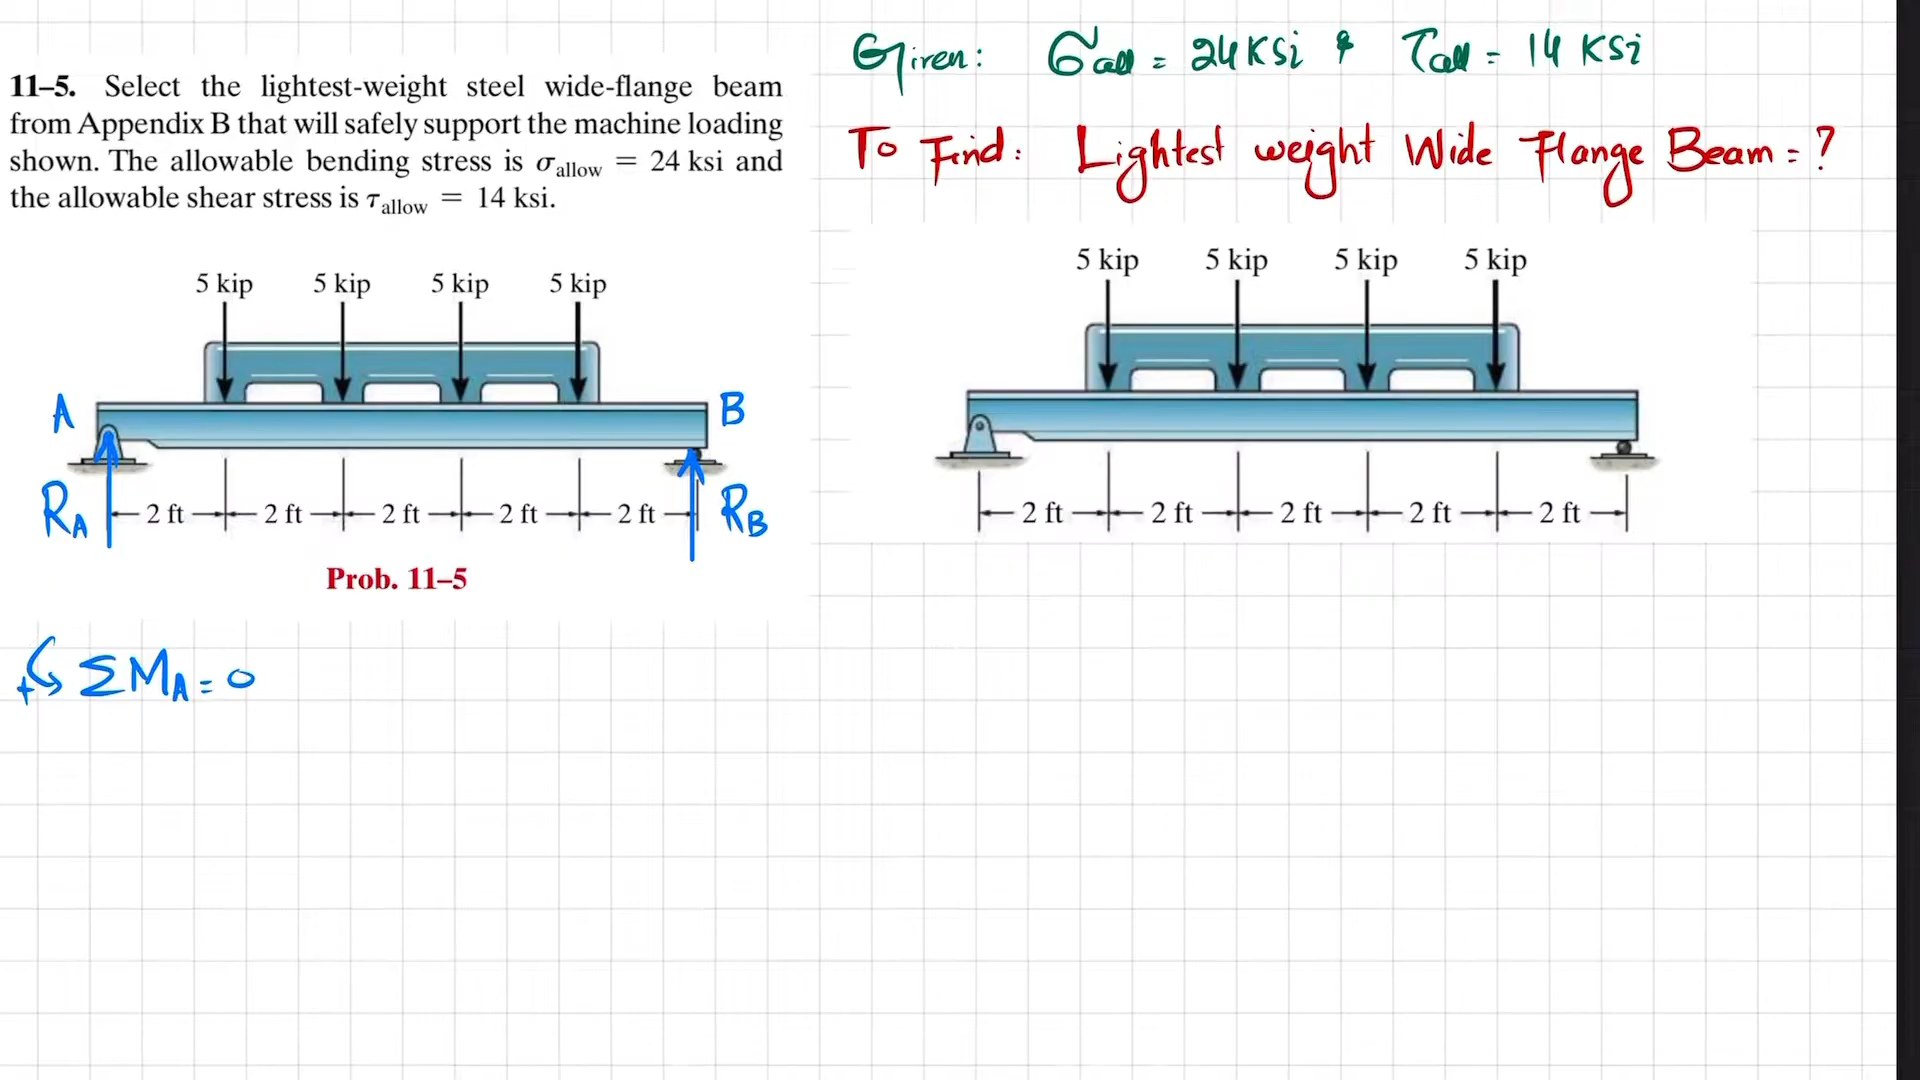 11–5. Select the lightest-weight steel wide-flange beam
from Appendix B that will safely support the machine loading
shown. The allowable bending stress is σallow = 24 ksi and
the allowable shear stress is τallow = 14 ksi.
5 kip 5 kip 5 kip 5 kip
A B
RA 2 ft 2 ft 2 ft 2 ft 2 ft RB
Prob. 11–5
+ ΣMA = 0
Given: σall = 24 KSi & τall = 14 KSi
To Find: Lightest weight Wide Flange Beam = ?
5 kip 5 kip 5 kip 5 kip
2 ft 2 ft 2 ft 2 ft 2 ft